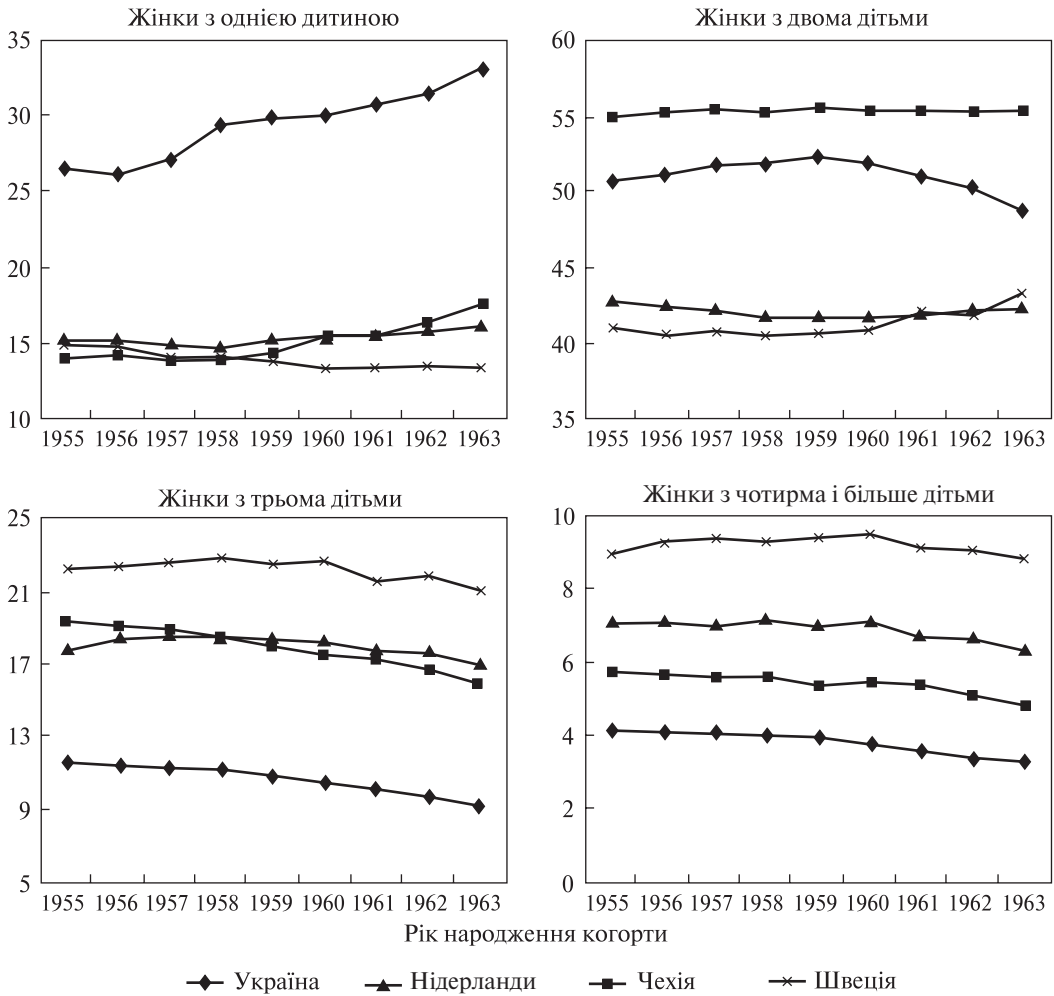 Жінки з однією дитиною
35
30
25
20
15
10
1955 1956 1957 1958 1959 1960 1961 1962 1963
Жінки з двома дітьми
60
55
50
45
40
35
1955 1956 1957 1958 1959 1960 1961 1962 1963
Жінки з трьома дітьми
25
21
17
13
9
5
1955 1956 1957 1958 1959 1960 1961 1962 1963
Жінки з чотирма і більше дітьми
10
8
6
4
2
0
1955 1956 1957 1958 1959 1960 1961 1962 1963
Рік народження когорти
Україна Нідерланди Чехія Швеція